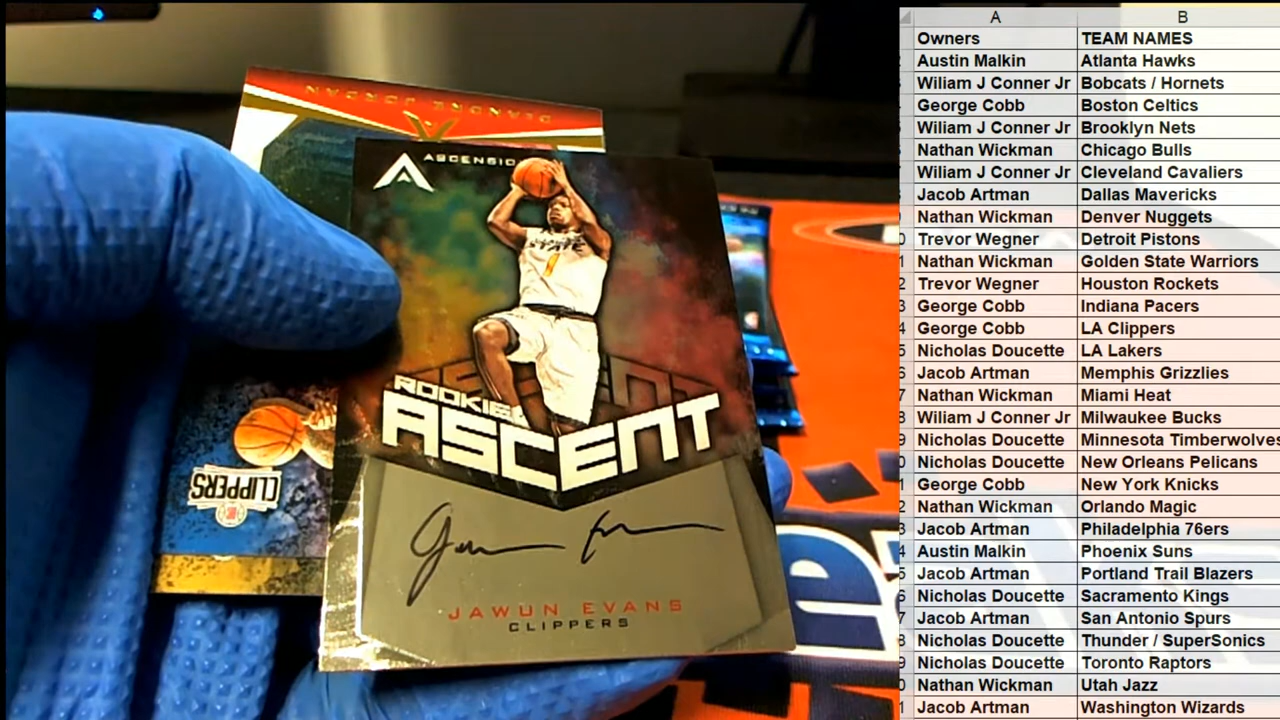 DEANDRE JORDAN
ASCENSIO
STATE
1
ROOKIE
ASCENT
JAWUN EVANS
CLIPPERS
CLIPPERS
A B
Owners TEAM NAMES
Austin Malkin Atlanta Hawks
Wiliam J Conner Jr Bobcats / Hornets
George Cobb Boston Celtics
Wiliam J Conner Jr Brooklyn Nets
Nathan Wickman Chicago Bulls
Wiliam J Conner Jr Cleveland Cavaliers
Jacob Artman Dallas Mavericks
Nathan Wickman Denver Nuggets
Trevor Wegner Detroit Pistons
Nathan Wickman Golden State Warriors
Trevor Wegner Houston Rockets
George Cobb Indiana Pacers
George Cobb LA Clippers
Nicholas Doucette LA Lakers
Jacob Artman Memphis Grizzlies
Nathan Wickman Miami Heat
Wiliam J Conner Jr Milwaukee Bucks
Nicholas Doucette Minnesota Timberwolves
Nicholas Doucette New Orleans Pelicans
George Cobb New York Knicks
Nathan Wickman Orlando Magic
Jacob Artman Philadelphia 76ers
Austin Malkin Phoenix Suns
Jacob Artman Portland Trail Blazers
Nicholas Doucette Sacramento Kings
Jacob Artman San Antonio Spurs
Nicholas Doucette Thunder / SuperSonics
Nicholas Doucette Toronto Raptors
Nathan Wickman Utah Jazz
Jacob Artman Washington Wizards